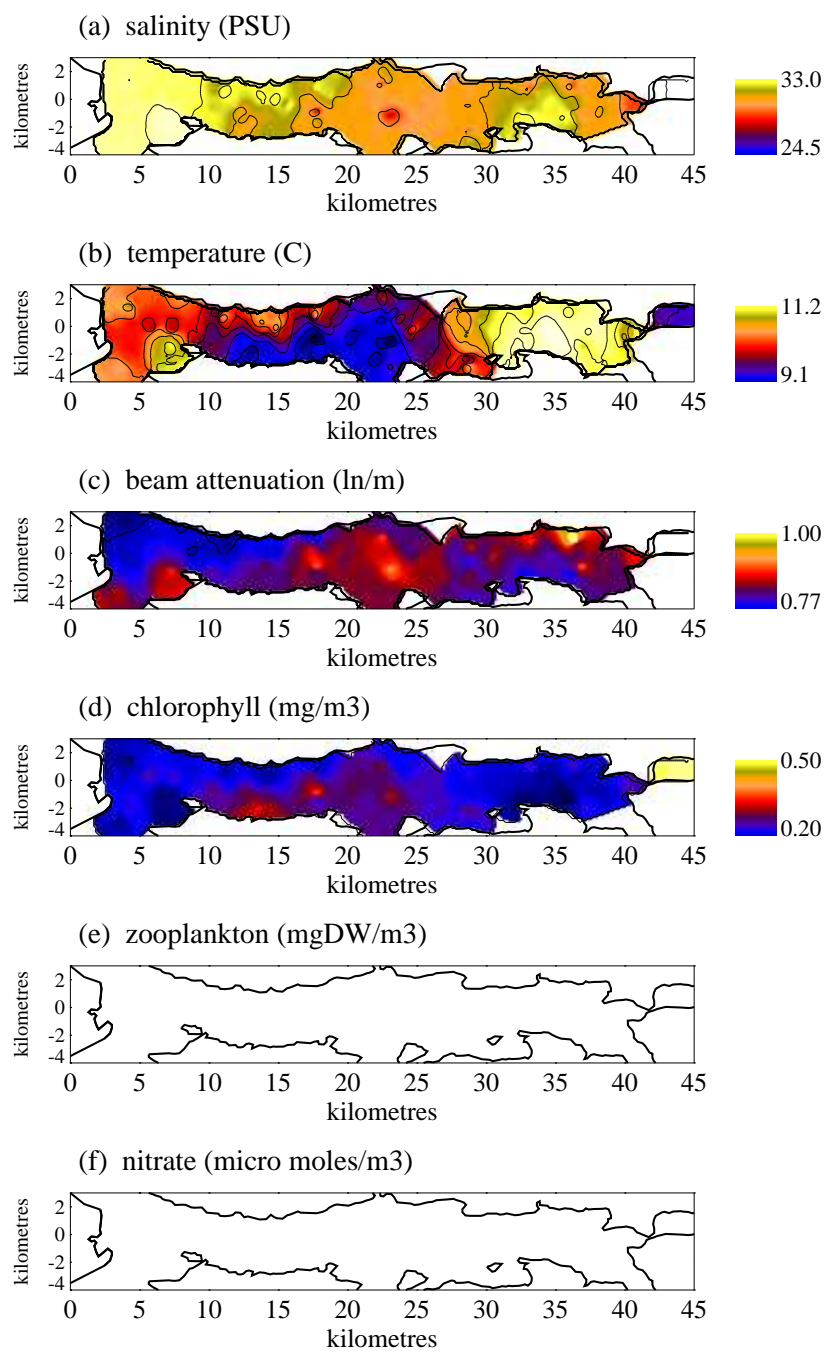 (a) salinity (PSU)
kilometres
2
0
-2
-4
0 5 10 15 20 25 30 35 40 45
kilometres
33.0
24.5
(b) temperature (C)
kilometres
2
0
-2
-4
0 5 10 15 20 25 30 35 40 45
kilometres
11.2
9.1
(c) beam attenuation (ln/m)
kilometres
2
0
-2
-4
0 5 10 15 20 25 30 35 40 45
kilometres
1.00
0.77
(d) chlorophyll (mg/m3)
kilometres
2
0
-2
-4
0 5 10 15 20 25 30 35 40 45
kilometres
0.50
0.20
(e) zooplankton (mgDW/m3)
kilometres
2
0
-2
-4
0 5 10 15 20 25 30 35 40 45
kilometres
(f) nitrate (micro moles/m3)
kilometres
2
0
-2
-4
0 5 10 15 20 25 30 35 40 45
kilometres